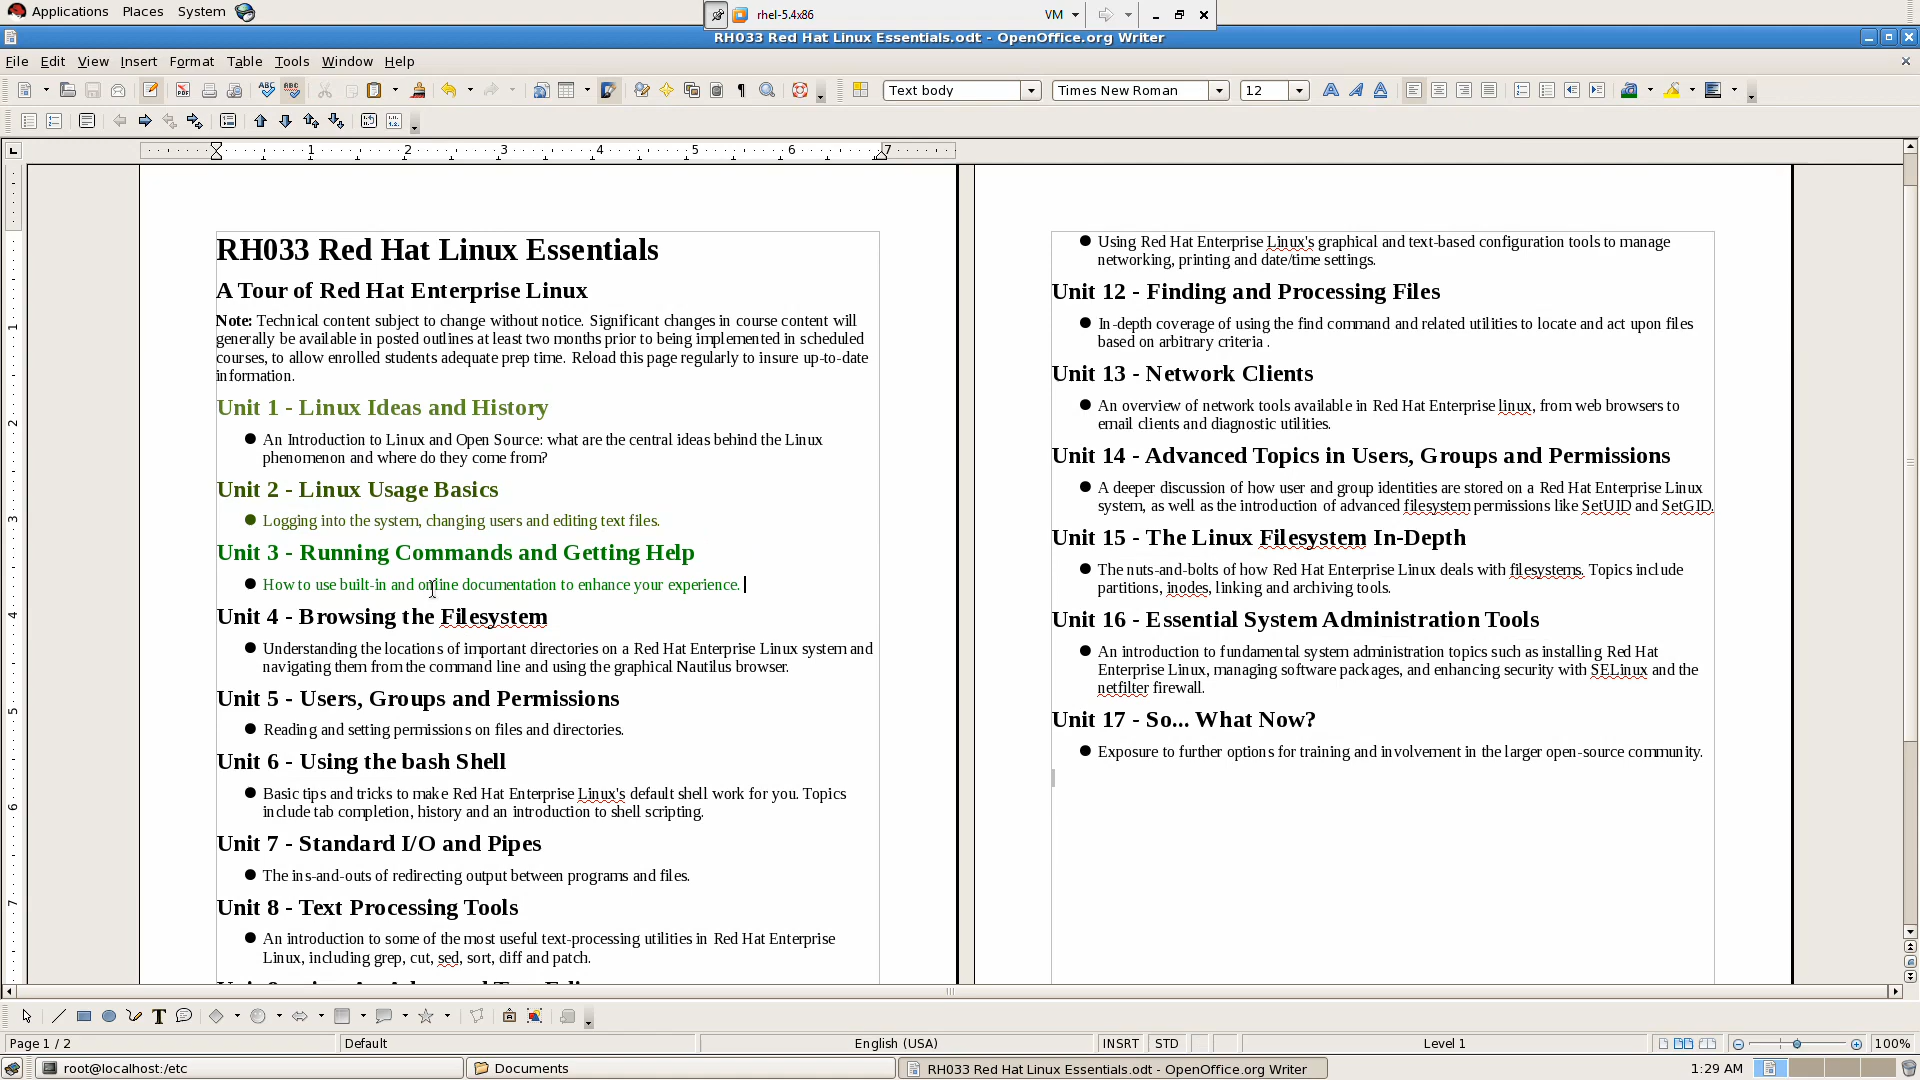 Applications Places System
rhel-5.4x86 VM
RH033 Red Hat Linux Essentials.odt - OpenOffice.org Writer
File Edit View Insert Format Table Tools Window Help
Text body Times New Roman 12
1 2 3 4 5 6 7
RH033 Red Hat Linux Essentials
A Tour of Red Hat Enterprise Linux
Note: Technical content subject to change without notice. Significant changes in course content will
generally be available in posted outlines at least two months prior to being implemented in scheduled
courses, to allow enrolled students adequate prep time. Reload this page regularly to insure up-to-date
information.
Unit 1 - Linux Ideas and History
An Introduction to Linux and Open Source: what are the central ideas behind the Linux
phenomenon and where do they come from?
Unit 2 - Linux Usage Basics
Logging into the system, changing users and editing text files.
Unit 3 - Running Commands and Getting Help
How to use built-in and online documentation to enhance your experience.
Unit 4 - Browsing the Filesystem
Understanding the locations of important directories on a Red Hat Enterprise Linux system and
navigating them from the command line and using the graphical Nautilus browser.
Unit 5 - Users, Groups and Permissions
Reading and setting permissions on files and directories.
Unit 6 - Using the bash Shell
Basic tips and tricks to make Red Hat Enterprise Linux's default shell work for you. Topics
include tab completion, history and an introduction to shell scripting.
Unit 7 - Standard I/O and Pipes
The ins-and-outs of redirecting output between programs and files.
Unit 8 - Text Processing Tools
An introduction to some of the most useful text-processing utilities in Red Hat Enterprise
Linux, including grep, cut, sed, sort, diff and patch.
Using Red Hat Enterprise Linux's graphical and text-based configuration tools to manage
networking, printing and date/time settings.
Unit 12 - Finding and Processing Files
In-depth coverage of using the find command and related utilities to locate and act upon files
based on arbitrary criteria .
Unit 13 - Network Clients
An overview of network tools available in Red Hat Enterprise linux, from web browsers to
email clients and diagnostic utilities.
Unit 14 - Advanced Topics in Users, Groups and Permissions
A deeper discussion of how user and group identities are stored on a Red Hat Enterprise Linux
system, as well as the introduction of advanced filesystem permissions like SetUID and SetGID.
Unit 15 - The Linux Filesystem In-Depth
The nuts-and-bolts of how Red Hat Enterprise Linux deals with filesystems. Topics include
partitions, inodes, linking and archiving tools.
Unit 16 - Essential System Administration Tools
An introduction to fundamental system administration topics such as installing Red Hat
Enterprise Linux, managing software packages, and enhancing security with SELinux and the
netfilter firewall.
Unit 17 - So... What Now?
Exposure to further options for training and involvement in the larger open-source community.
Page 1 / 2 Default English (USA) INSRT STD Level 1 100%
root@localhost:/etc Documents RH033 Red Hat Linux Essentials.odt - OpenOffice.org Writer 1:29 AM